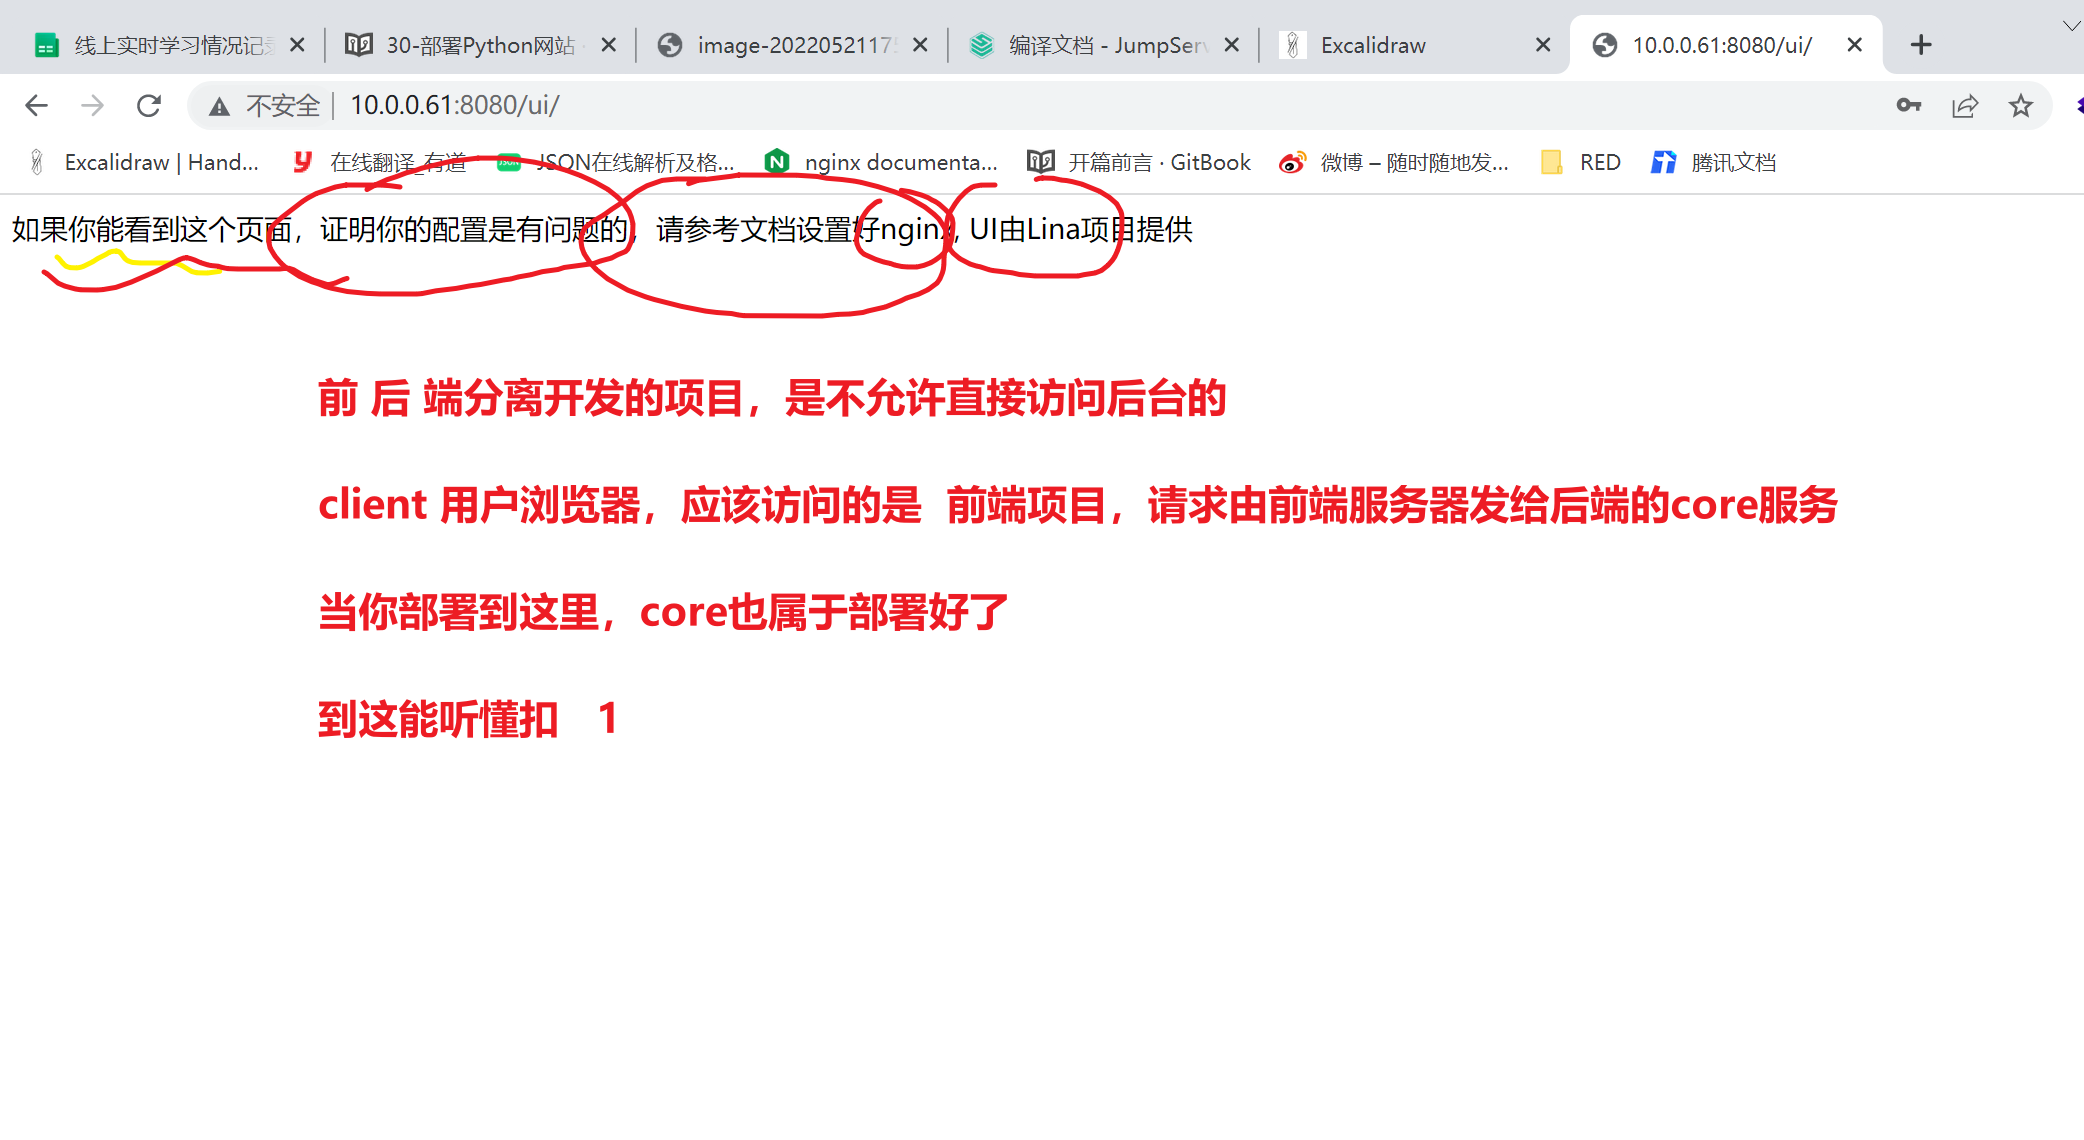 线上实时学习情况记录
30-部署Python网站
image-2022052117
编译文档 - JumpServ
Excalidraw
10.0.0.61:8080/ui/
不安全
10.0.0.61:8080/ui/
Excalidraw | Hand...
在线翻译_有道
JSON在线解析及格...
nginx documenta...
开篇前言 · GitBook
微博 – 随时随地发...
RED
腾讯文档
如果你能看到这个页面，证明你的配置是有问题的，请参考文档设置好nginx, UI由Lina项目提供
前 后 端分离开发的项目，是不允许直接访问后台的
client 用户浏览器，应该访问的是 前端项目，请求由前端服务器发给后端的core服务
当你部署到这里，core也属于部署好了
到这能听懂扣 1